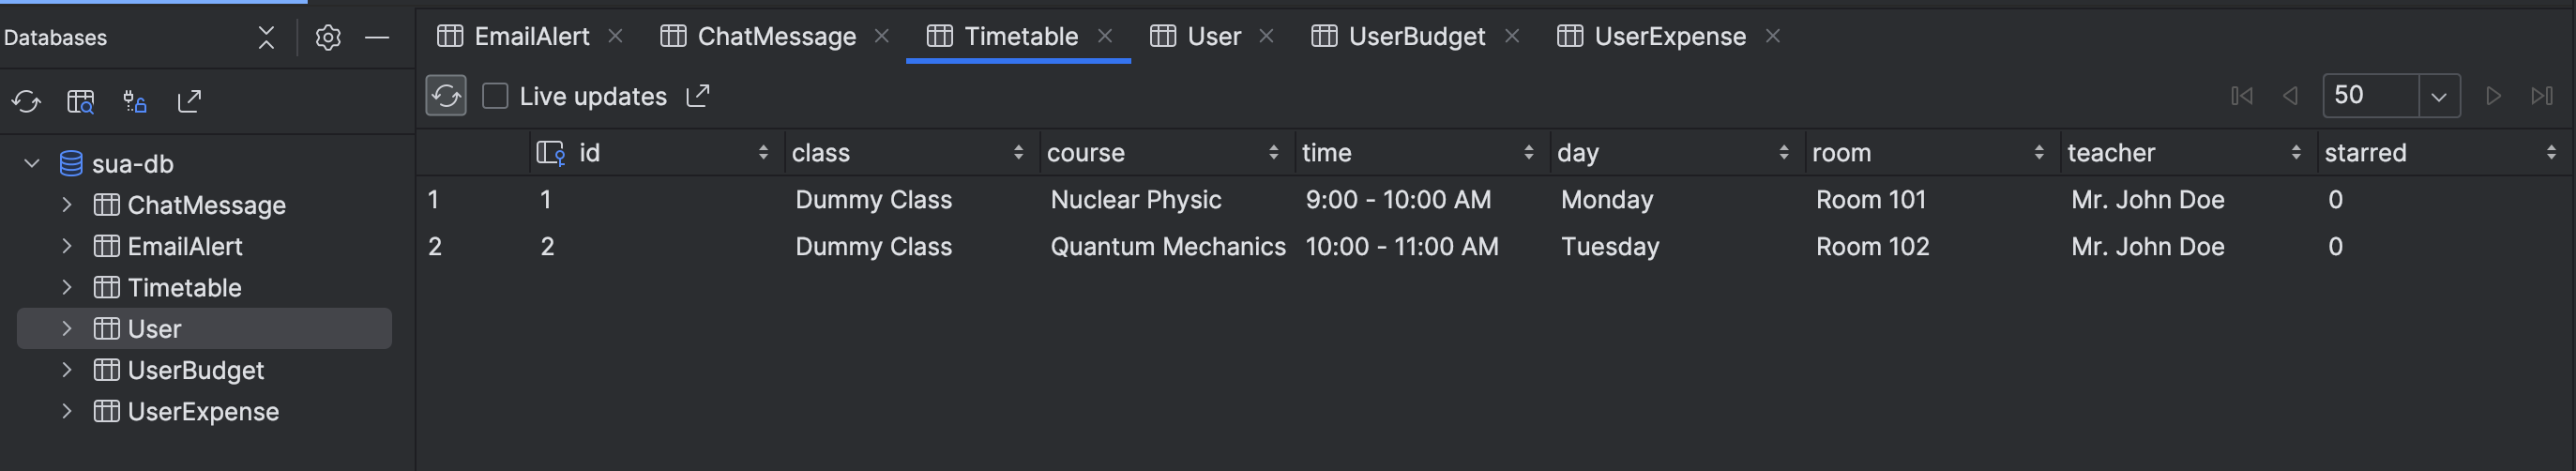 Databases
EmailAlert ChatMessage Timetable User UserBudget UserExpense
Live updates 50
sua-db
ChatMessage
EmailAlert
Timetable
User
UserBudget
UserExpense
id class course time day room teacher starred
1 1 Dummy Class Nuclear Physic 9:00 - 10:00 AM Monday Room 101 Mr. John Doe 0
2 2 Dummy Class Quantum Mechanics 10:00 - 11:00 AM Tuesday Room 102 Mr. John Doe 0